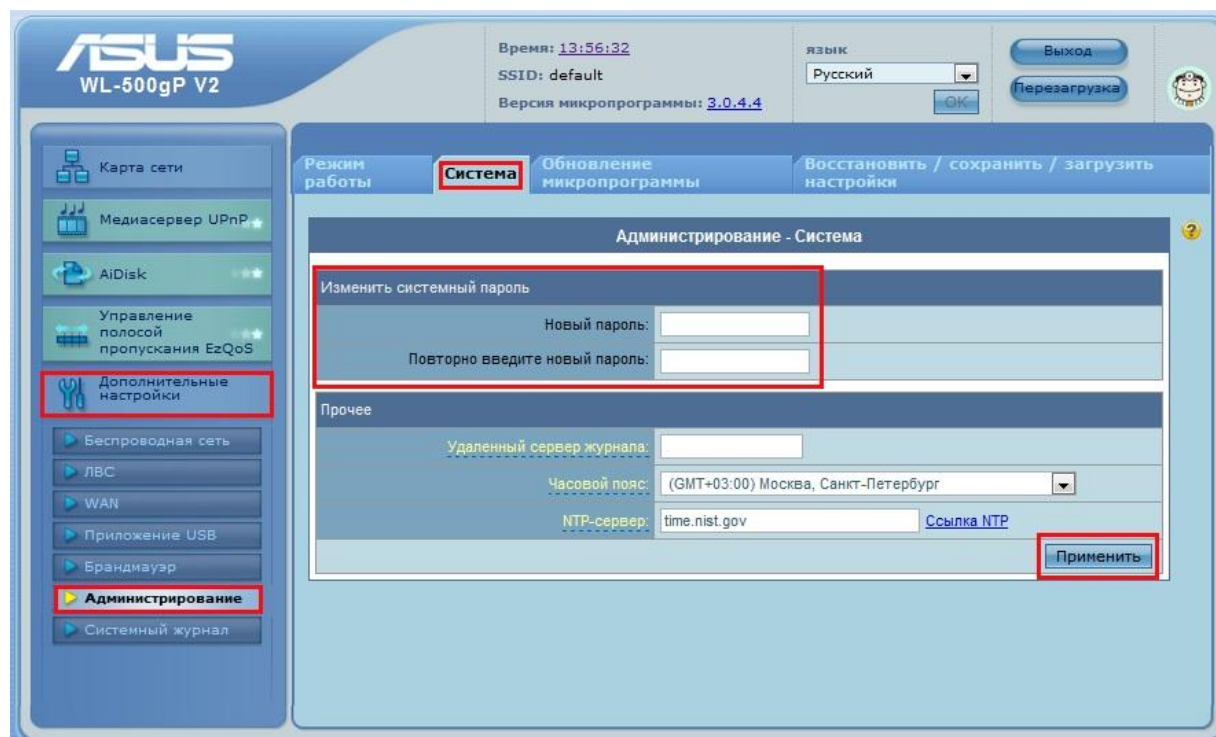 ASUS
WL-500gP V2
Время: 13:56:32
SSID: default
Версия микропрограммы: 3.0.4.4
язык
Русский
OK
Выход
Перезагрузка
Карта сети
Медиасервер UPnP
AiDisk
Управление
полосой
пропускания EzQoS
Дополнительные
настройки
Беспроводная сеть
ЛВС
WAN
Приложение USB
Брандмауэр
Администрирование
Системный журнал
Режим
работы
Система
Обновление
микропрограммы
Восстановить / сохранить / загрузить
настройки
Администрирование - Система
?
Изменить системный пароль
Новый пароль:
Повторно введите новый пароль:
Прочее
Удаленный сервер журнала:
Часовой пояс: (GMT+03:00) Москва, Санкт-Петербург
NTP-сервер: time.nist.gov Ссылка NTP
Применить